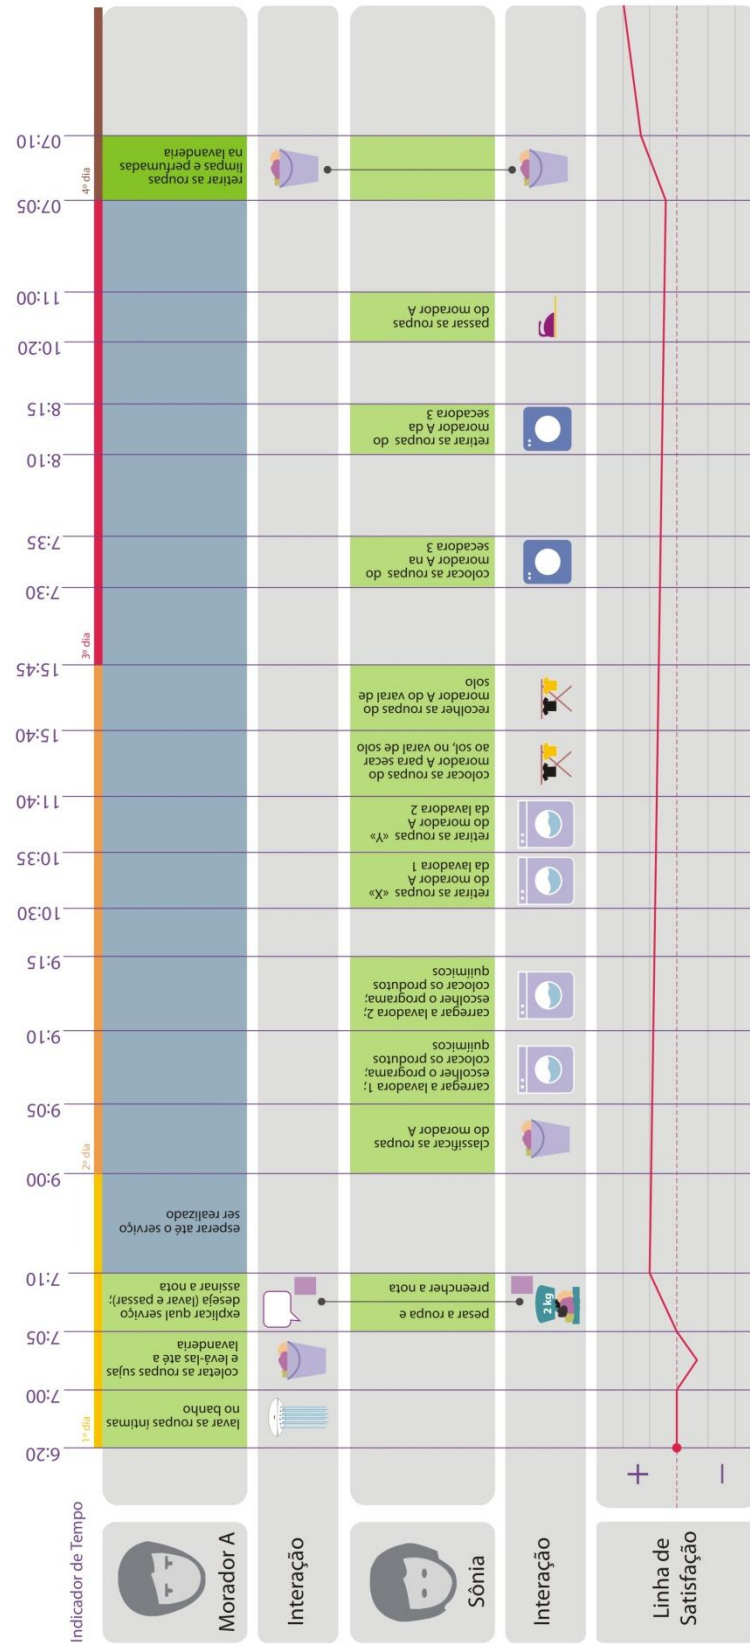 Indicador de Tempo
6:20
7:00
7:05
7:10
9:00
9:05
9:10
9:15
10:30
10:35
11:40
15:40
15:45
7:30
7:35
8:10
8:15
10:20
11:00
07:05
07:10
1º dia
2º dia
3º dia
4º dia
Morador A
lavar as roupas íntimas
no banho
coletar as roupas sujas
e levá-las até a
lavanderia
explicar qual serviço
deseja (lavar e passar);
assinar a nota
esperar até o serviço
ser realizado
retirar as roupas
limpas e perfumadas
na lavanderia
Interação
Sônia
pesar a roupa e
preencher a nota
classificar as roupas
do morador A
carregar a lavadora 1;
escolher o programa;
colocar os produtos
químicos
carregar a lavadora 2;
escolher o programa;
colocar os produtos
químicos
retirar as roupas «X»
do morador A
da lavadora 1
retirar as roupas «Y»
do morador A
da lavadora 2
colocar as roupas do
morador A para secar
ao sol, no varal de solo
recolher as roupas do
morador A do varal de
solo
colocar as roupas do
morador A na
secadora 3
retirar as roupas do
morador A da
secadora 3
passar as roupas
do morador A
Interação
2 kg
Linha de
Satisfação
+
−